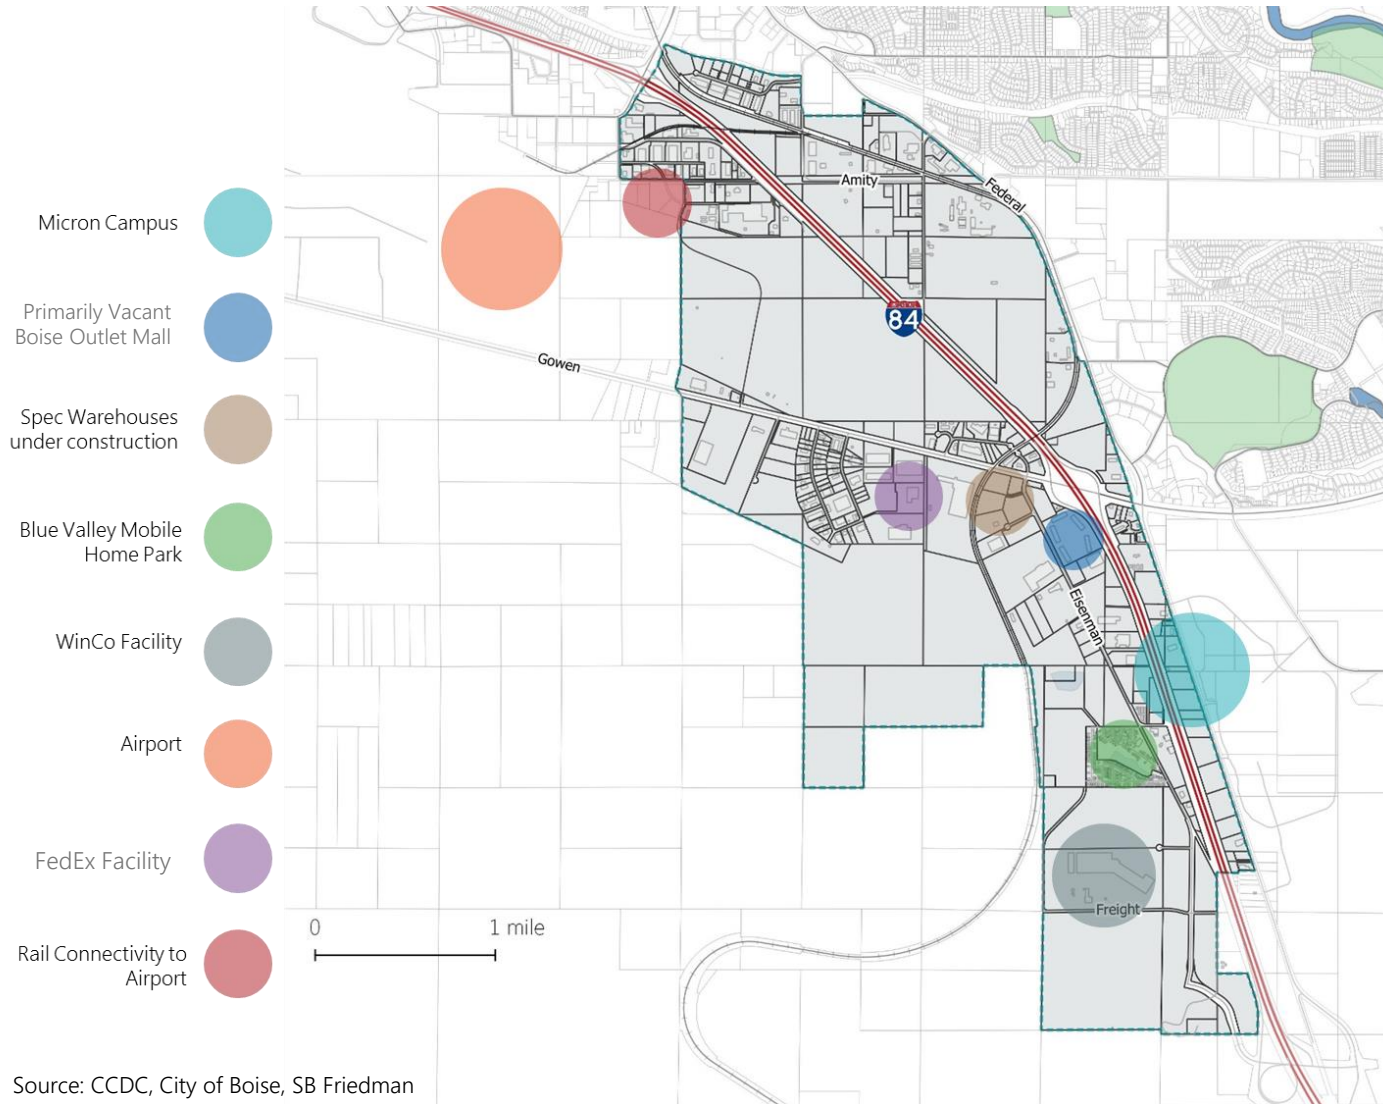 Micron Campus
Primarily Vacant
Boise Outlet Mall
Spec Warehouses
under construction
Blue Valley Mobile
Home Park
WinCo Facility
Airport
FedEx Facility
Rail Connectivity to
Airport
Amity
Federal
84
Gowen
Eisenman
Freight
0
1 mile
Source: CCDC, City of Boise, SB Friedman